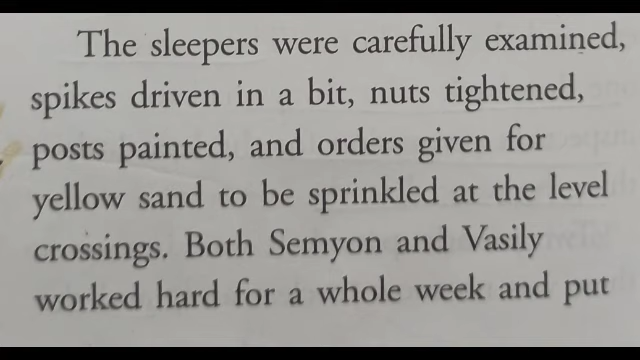 The sleepers were carefully examined,
spikes driven in a bit, nuts tightened,
posts painted, and orders given for
yellow sand to be sprinkled at the level
crossings. Both Semyon and Vasily
worked hard for a whole week and put